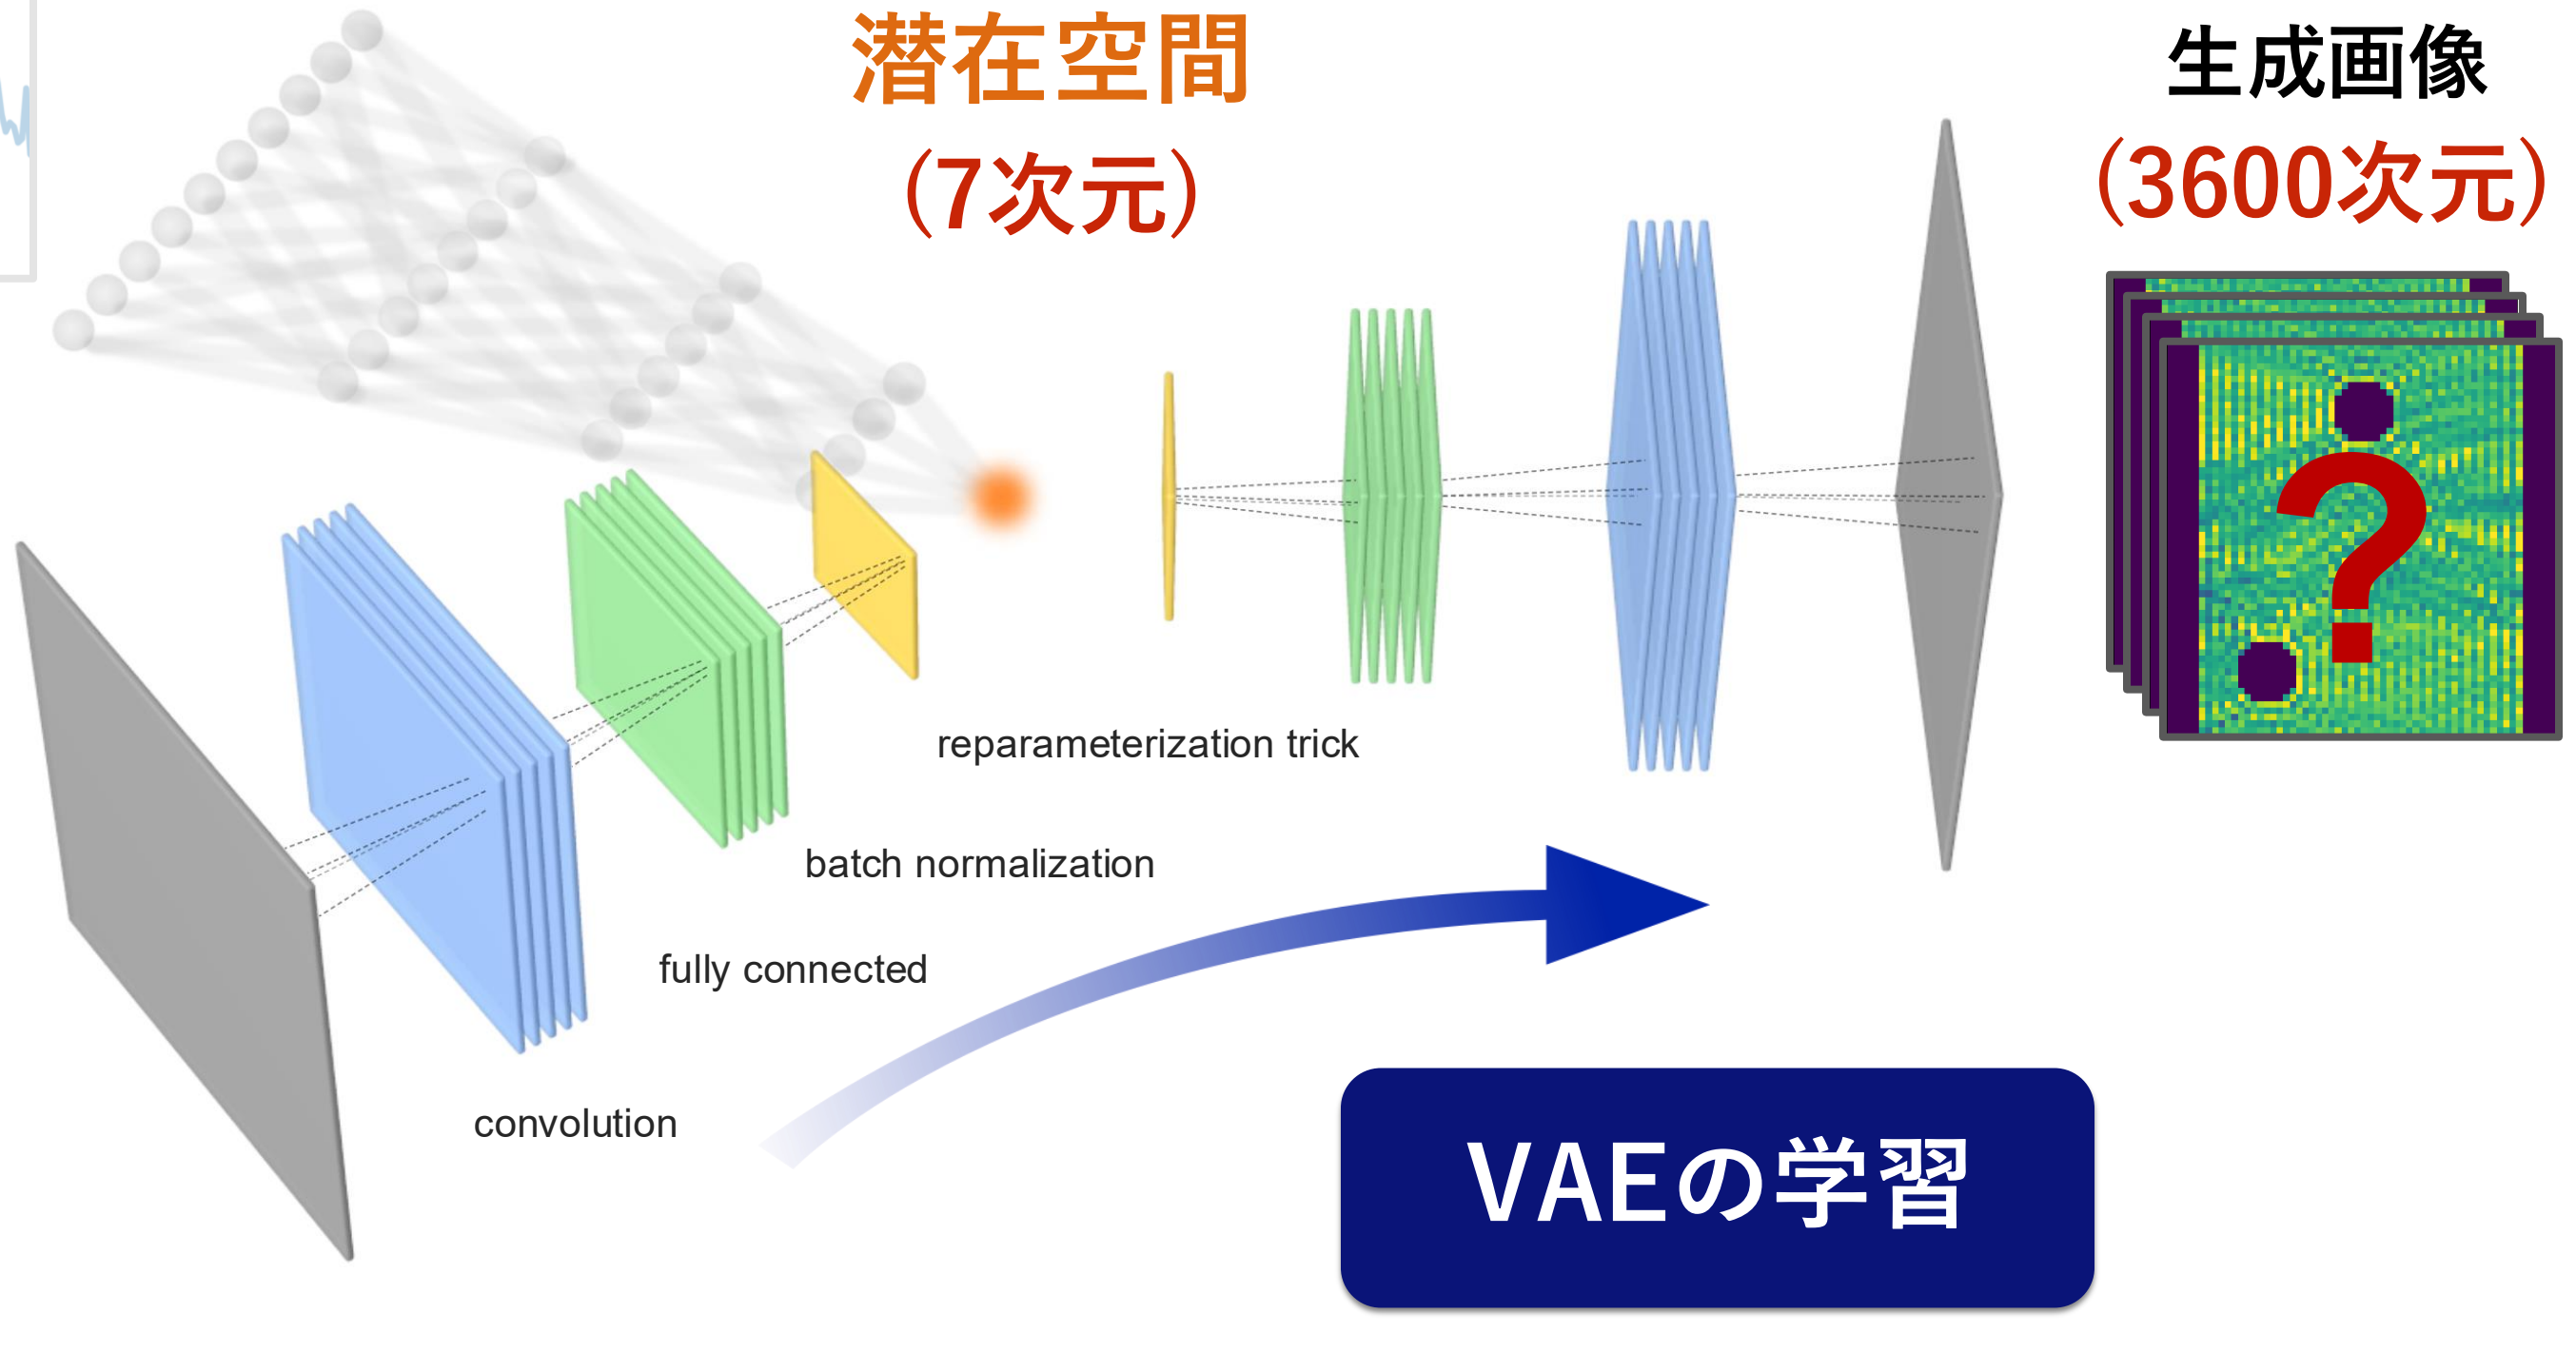 潜在空間
(7次元)
生成画像
(3600次元)
?
reparameterization trick
batch normalization
fully connected
convolution
VAEの学習